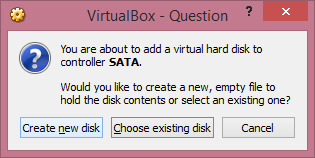 VirtualBox - Question
You are about to add a virtual hard disk to
controller SATA.
Would you like to create a new, empty file to
hold the disk contents or select an existing one?
Create new disk
Choose existing disk
Cancel